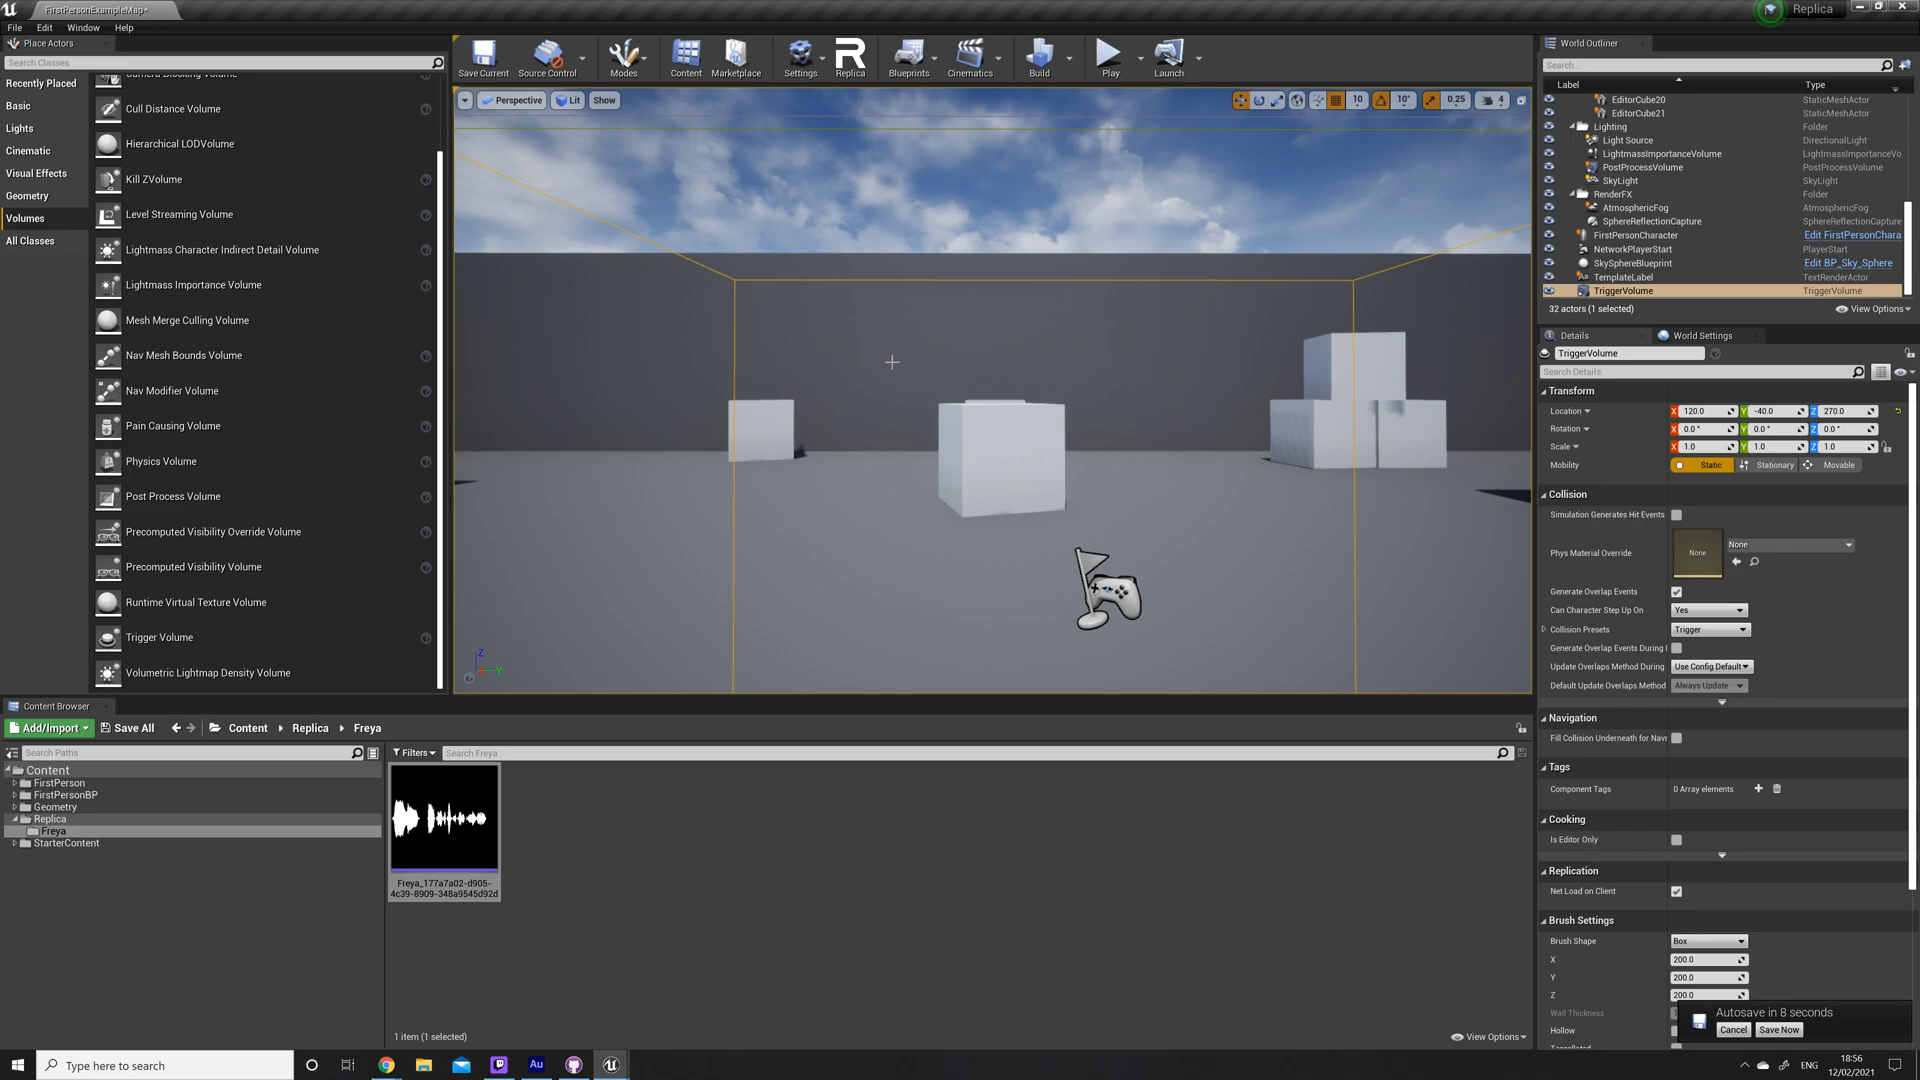 FirstPersonExampleMap*
Replica
File
Edit
Window
Help
Place Actors
Search Classes
Recently Placed
Basic
Lights
Cinematic
Visual Effects
Geometry
Volumes
All Classes
Camera Blocking Volume
Cull Distance Volume
Hierarchical LODVolume
Kill ZVolume
Level Streaming Volume
Lightmass Character Indirect Detail Volume
Lightmass Importance Volume
Mesh Merge Culling Volume
Nav Mesh Bounds Volume
Nav Modifier Volume
Pain Causing Volume
Physics Volume
Post Process Volume
Precomputed Visibility Override Volume
Precomputed Visibility Volume
Runtime Virtual Texture Volume
Trigger Volume
Volumetric Lightmap Density Volume
Save Current
Source Control
Modes
Content
Marketplace
Settings
R
Replica
Blueprints
Cinematics
Build
Play
Launch
Perspective
Lit
Show
10
10°
0.25
4
Z
Y
World Outliner
Search...
Label
Type
EditorCube20
StaticMeshActor
EditorCube21
StaticMeshActor
Lighting
Folder
Light Source
DirectionalLight
LightmassImportanceVolume
LightmassImportanceVo
PostProcessVolume
PostProcessVolume
SkyLight
SkyLight
RenderFX
Folder
AtmosphericFog
AtmosphericFog
SphereReflectionCapture
SphereReflectionCapture
FirstPersonCharacter
Edit FirstPersonChara
NetworkPlayerStart
PlayerStart
SkySphereBlueprint
Edit BP_Sky_Sphere
TemplateLabel
TextRenderActor
TriggerVolume
TriggerVolume
32 actors (1 selected)
View Options
Details
World Settings
TriggerVolume
Search Details
Transform
Location
X 120.0
Y -40.0
Z 270.0
Rotation
X 0.0 °
Y 0.0 °
Z 0.0 °
Scale
X 1.0
Y 1.0
Z 1.0
Mobility
Static
Stationary
Movable
Collision
Simulation Generates Hit Events
Phys Material Override
None
None
Generate Overlap Events
Can Character Step Up On
Yes
Collision Presets
Trigger
Generate Overlap Events During
Update Overlaps Method During
Use Config Default
Default Update Overlaps Method
Always Update
Navigation
Fill Collision Underneath for Navr
Tags
Component Tags
0 Array elements
Cooking
Is Editor Only
Replication
Net Load on Client
Brush Settings
Brush Shape
Box
X
200.0
Y
200.0
Z
200.0
Wall Thickness
Hollow
Tessellated
Autosave in 8 seconds
Cancel
Save Now
Content Browser
Add/Import
Save All
Content
Replica
Freya
Search Paths
Filters
Search Freya
Content
FirstPerson
FirstPersonBP
Geometry
Replica
Freya
StarterContent
Freya_177a7a02-d905-
4c39-8909-348a9545d92d
1 item (1 selected)
View Options
Type here to search
Au
ENG
18:56
12/02/2021